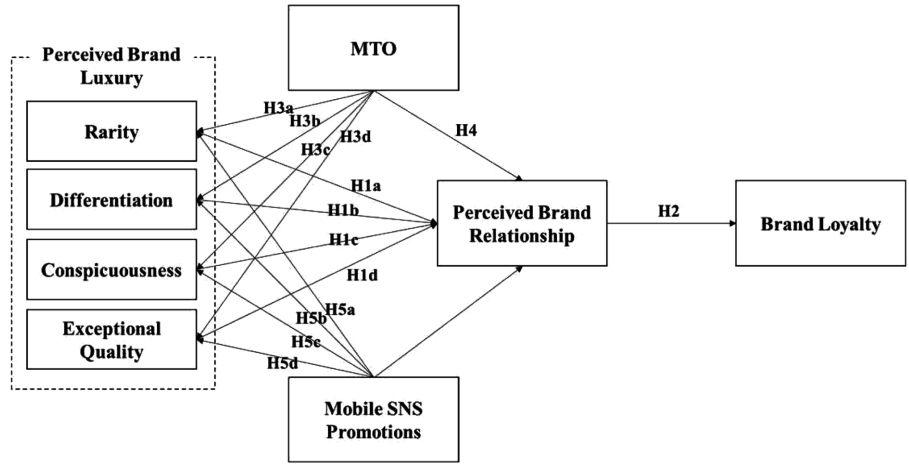 MTO
Perceived Brand
Luxury
Rarity
Differentiation
Conspicuousness
Exceptional
Quality
H3a
H3b
H3c
H3d
H4
H1a
H1b
H1c
H1d
H5a
H5b
H5c
H5d
Perceived Brand
Relationship
H2
Brand Loyalty
Mobile SNS
Promotions